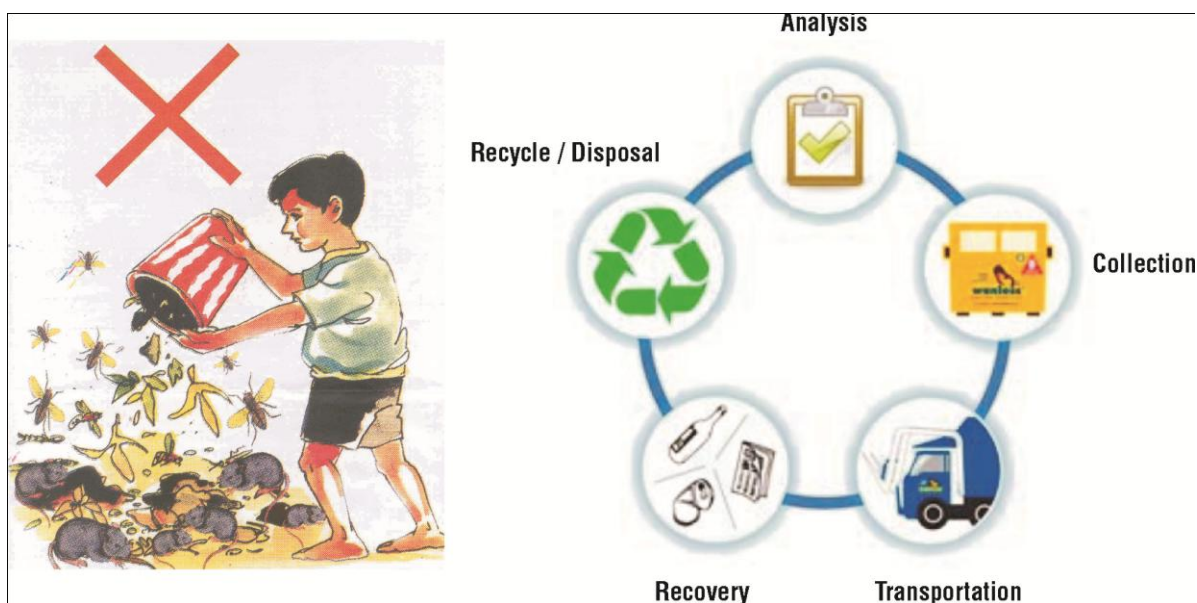 Analysis
Recycle / Disposal
Collection
Recovery
Transportation